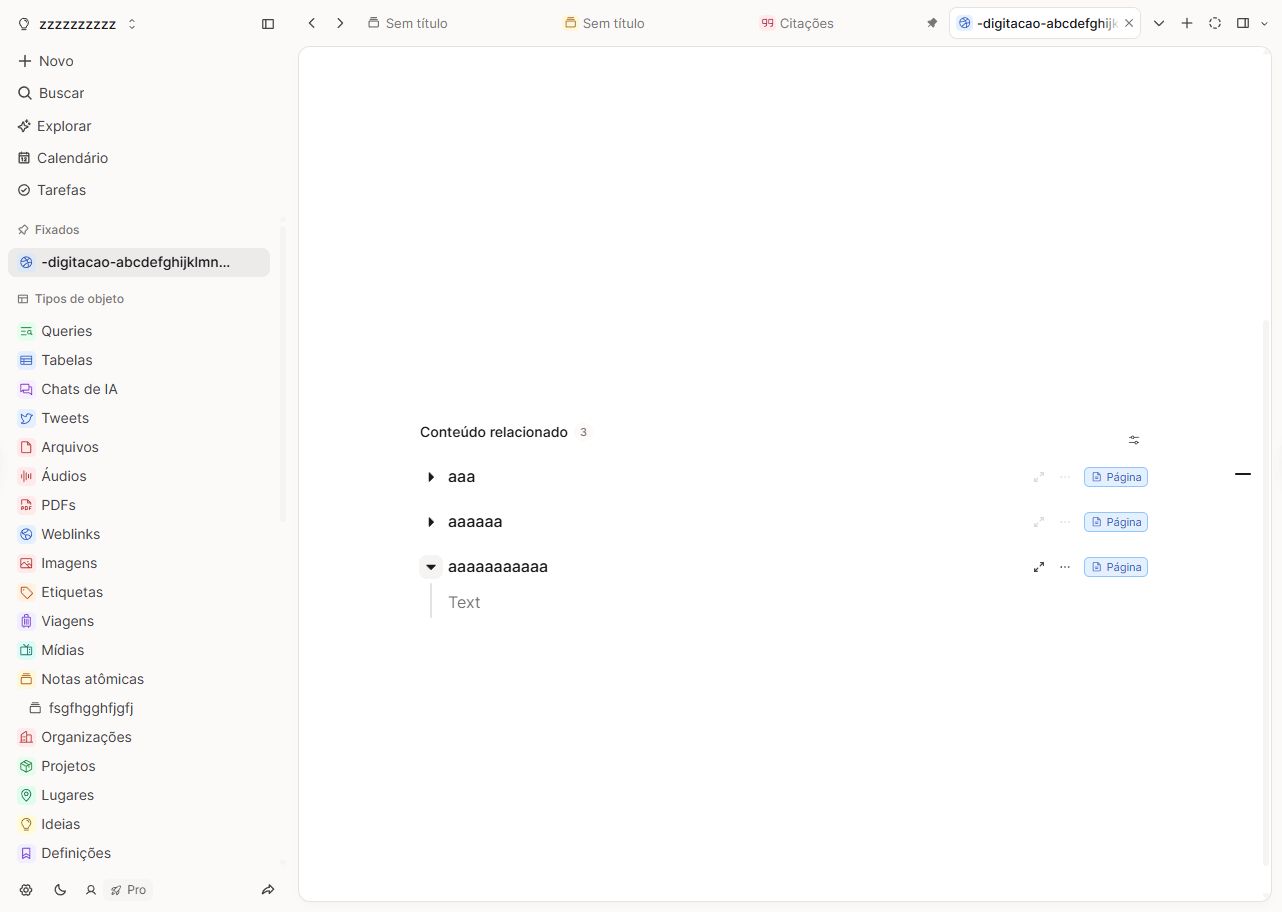 zzzzzzzzzz
Novo
Buscar
Explorar
Calendário
Tarefas
Fixados
-digitacao-abcdefghijklmn...
Tipos de objeto
Queries
Tabelas
Chats de IA
Tweets
Arquivos
Áudios
PDFs
Weblinks
Imagens
Etiquetas
Viagens
Mídias
Notas atômicas
fsgfhgghfjgfj
Organizações
Projetos
Lugares
Ideias
Definições
Pro
Sem título
Sem título
Citações
-digitacao-abcdefghijk
Conteúdo relacionado 3
aaa
Página
aaaaaa
Página
aaaaaaaaaaa
Página
Text